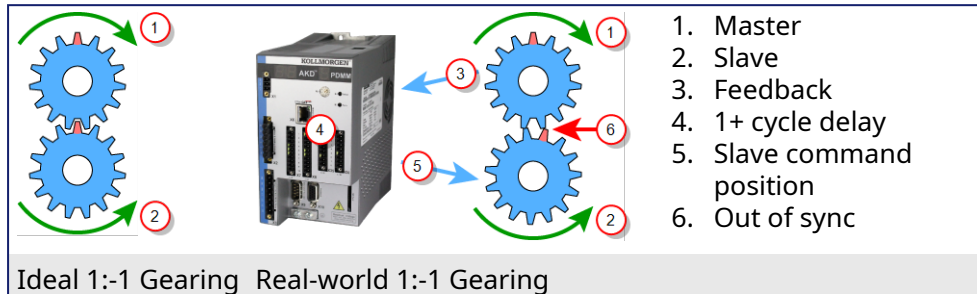 1
2
KOLLMORGEN
AKD PDMM
4
3
5
1
6
2
1. Master
2. Slave
3. Feedback
4. 1+ cycle delay
5. Slave command
position
6. Out of sync
Ideal 1:-1 Gearing Real-world 1:-1 Gearing